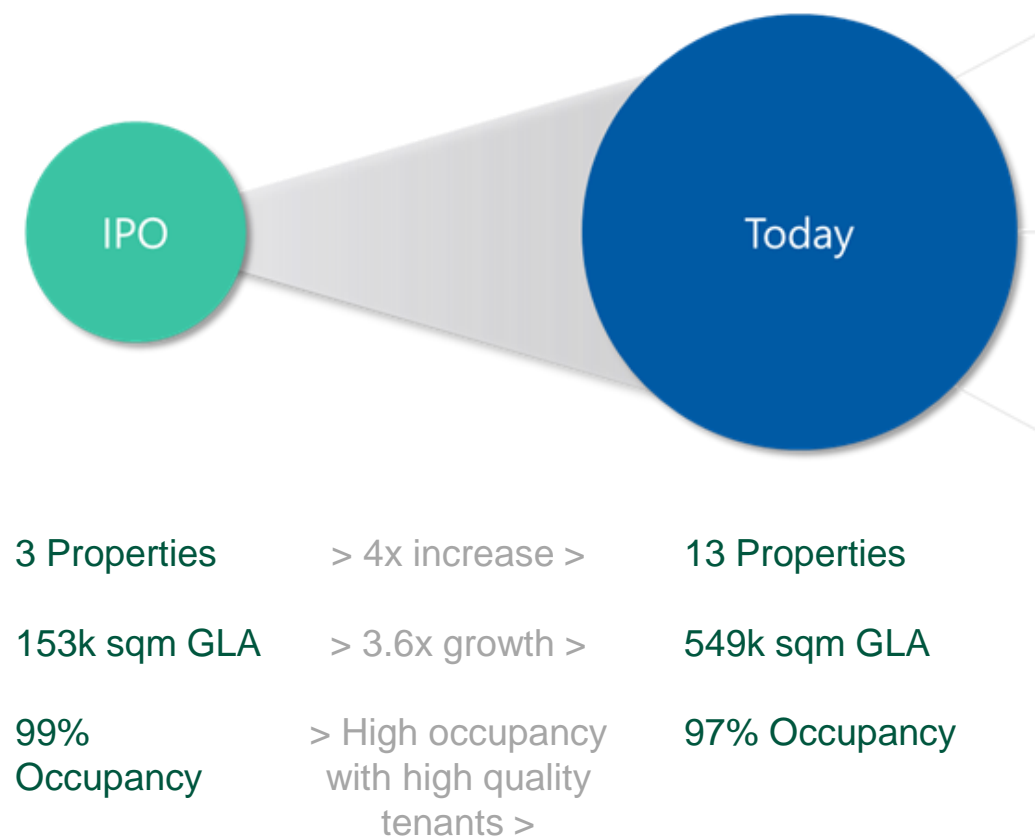 IPO
Today
3 Properties
> 4x increase >
13 Properties
153k sqm GLA
> 3.6x growth >
549k sqm GLA
99%
Occupancy
> High occupancy
with high quality
tenants >
97% Occupancy